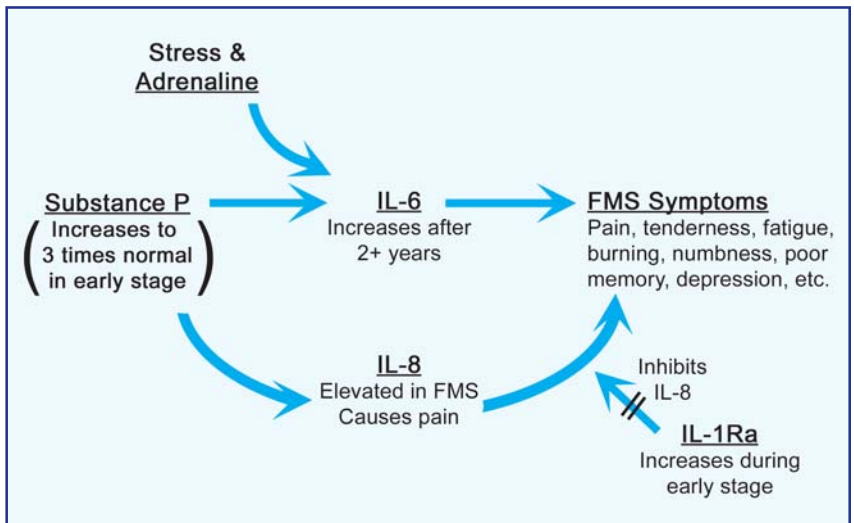 Stress &
Adrenaline
Substance P
(Increases to
3 times normal
in early stage)
IL-6
Increases after
2+ years
FMS Symptoms
Pain, tenderness, fatigue,
burning, numbness, poor
memory, depression, etc.
IL-8
Elevated in FMS
Causes pain
Inhibits
IL-8
IL-1Ra
Increases during
early stage